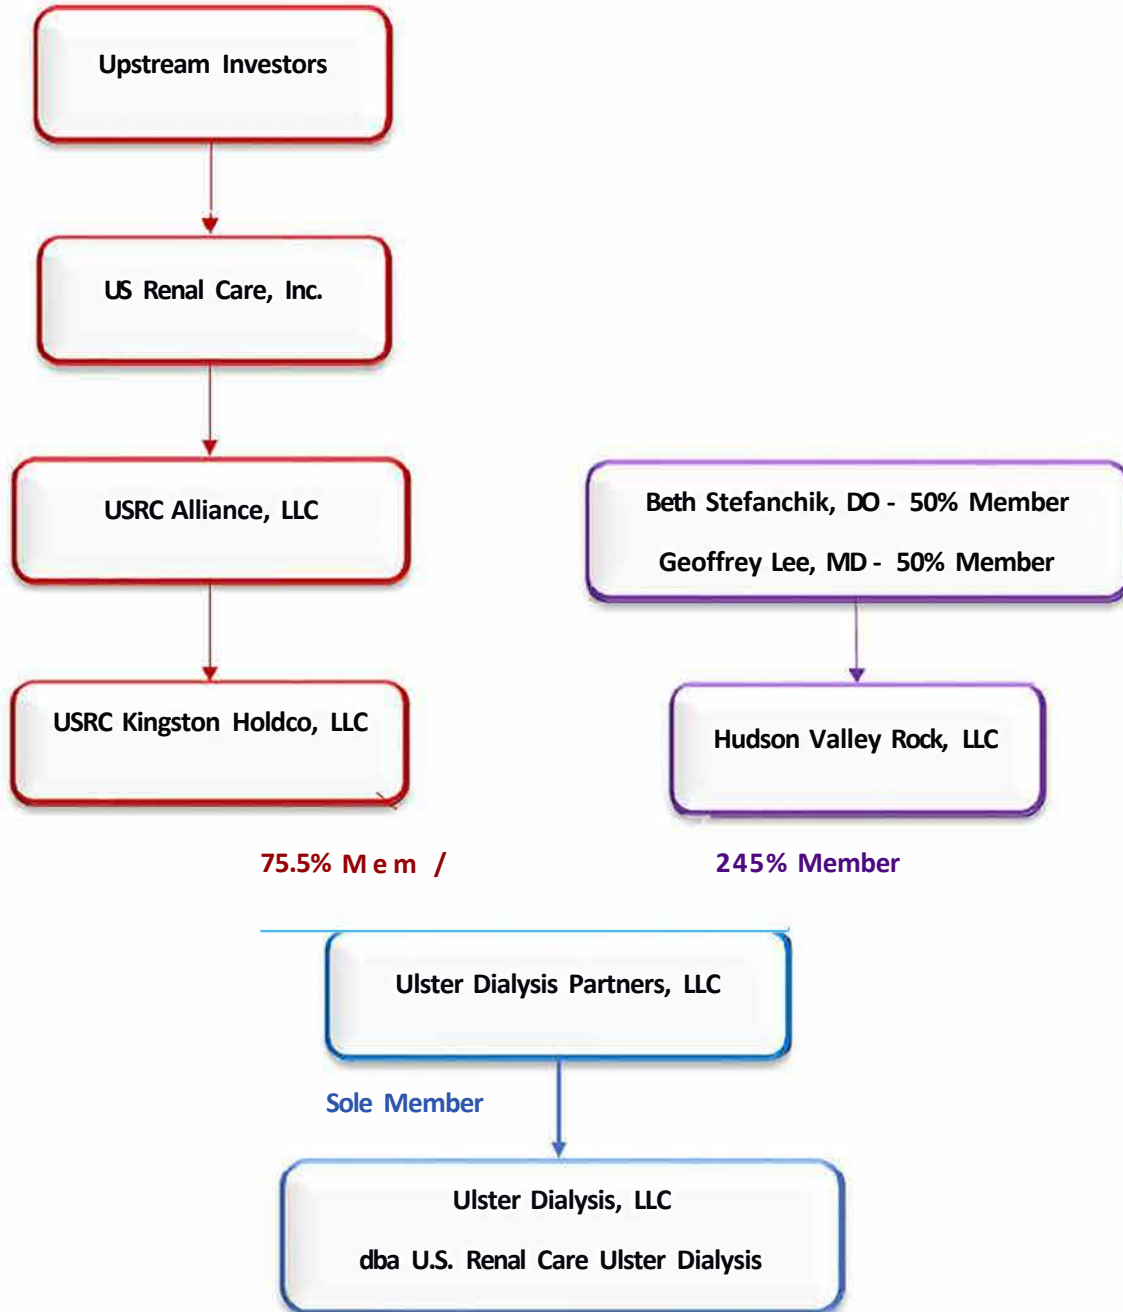 Upstream Investors
US Renal Care, Inc.
USRC Alliance, LLC
Beth Stefanchik, DO - 50% Member
Geoffrey Lee, MD - 50% Member
USRC Kingston Holdco, LLC
Hudson Valley Rock, LLC
75.5% Mem /
245% Member
Ulster Dialysis Partners, LLC
Sole Member
Ulster Dialysis, LLC
dba U.S. Renal Care Ulster Dialysis